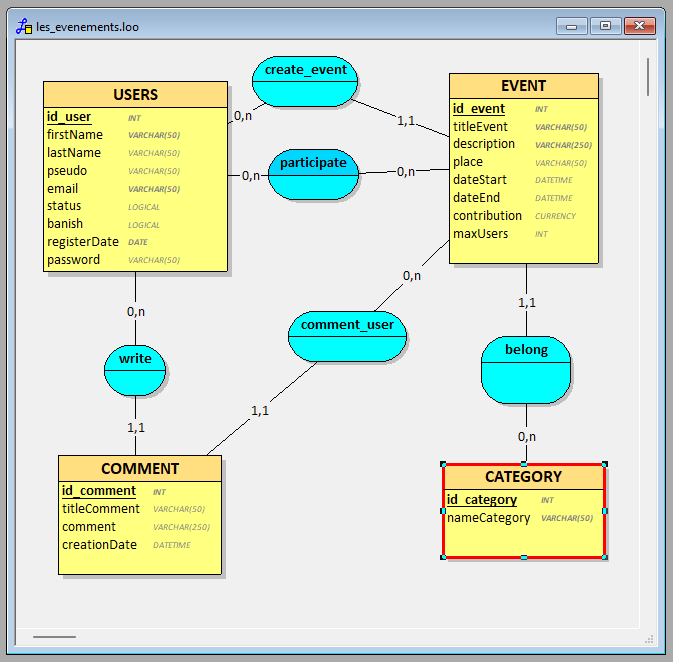 les_evenements.loo
create_event
USERS
id_user INT
firstName VARCHAR(50)
lastName VARCHAR(50)
pseudo VARCHAR(50)
email VARCHAR(50)
status LOGICAL
banish LOGICAL
registerDate DATE
password VARCHAR(50)
0,n
1,1
participate
0,n
0,n
EVENT
id_event INT
titleEvent VARCHAR(50)
description VARCHAR(250)
place VARCHAR(50)
dateStart DATETIME
dateEnd DATETIME
contribution CURRENCY
maxUsers INT
0,n
0,n
1,1
comment_user
write
belong
1,1
1,1
0,n
COMMENT
id_comment INT
titleComment VARCHAR(50)
comment VARCHAR(250)
creationDate DATETIME
CATEGORY
id_category INT
nameCategory VARCHAR(50)